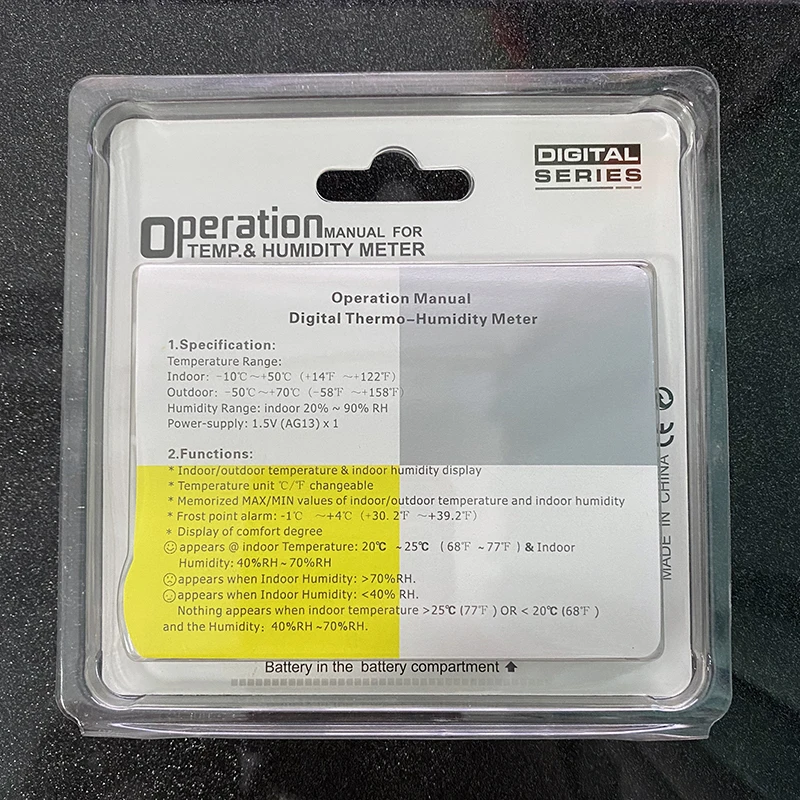 DIGITAL
SERIES
Operation MANUAL FOR
TEMP.& HUMIDITY METER
Operation Manual
Digital Thermo-Humidity Meter
1.Specification:
Temperature Range:
Indoor: -10℃~+50℃ (+14℉ ~+122℉)
Outdoor: -50℃~+70℃ (-58℉ ~+158℉)
Humidity Range: indoor 20% ~ 90% RH
Power-supply: 1.5V (AG13) x 1
2.Functions:
* Indoor/outdoor temperature & indoor humidity display
* Temperature unit ℃/℉ changeable
* Memorized MAX/MIN values of indoor/outdoor temperature and indoor humidity
* Frost point alarm: -1℃ ~+4℃ (+30.2℉ ~+39.2℉)
* Display of comfort degree
appears @ indoor Temperature: 20℃ ~25℃ (68℉ ~77℉) & Indoor
Humidity: 40%RH~70%RH
appears when Indoor Humidity: >70%RH.
appears when Indoor Humidity: <40% RH.
Nothing appears when indoor temperature >25℃ (77℉) OR < 20℃ (68℉)
and the Humidity: 40%RH ~70%RH.
Battery in the battery compartment
MADE IN CHINA CE